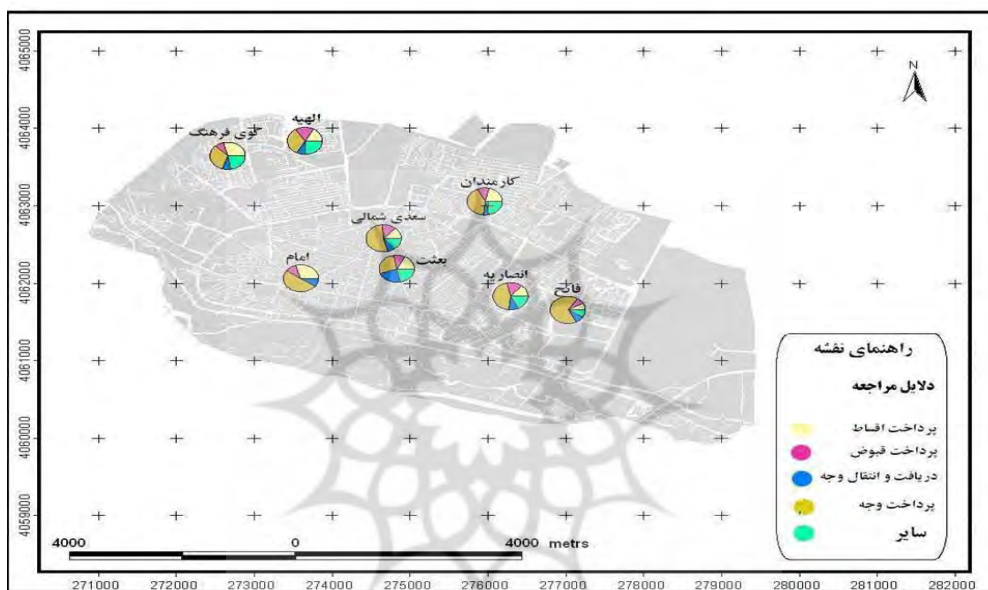 4065000
4064000
4063000
4062000
4061000
4060000
4059000
N
الهیه
کوی فرهنگ
کارمندان
سعدی شمالی
بعثت
امام
انصاریه
فاتح
راهنمای نقشه
دلایل مراجعه
پرداخت اقساط
پرداخت قبوض
دریافت و انتقال وجه
پرداخت وجه
سایر
4000 0 4000 metrs
271000 272000 273000 274000 275000 276000 277000 278000 279000 280000 281000 282000